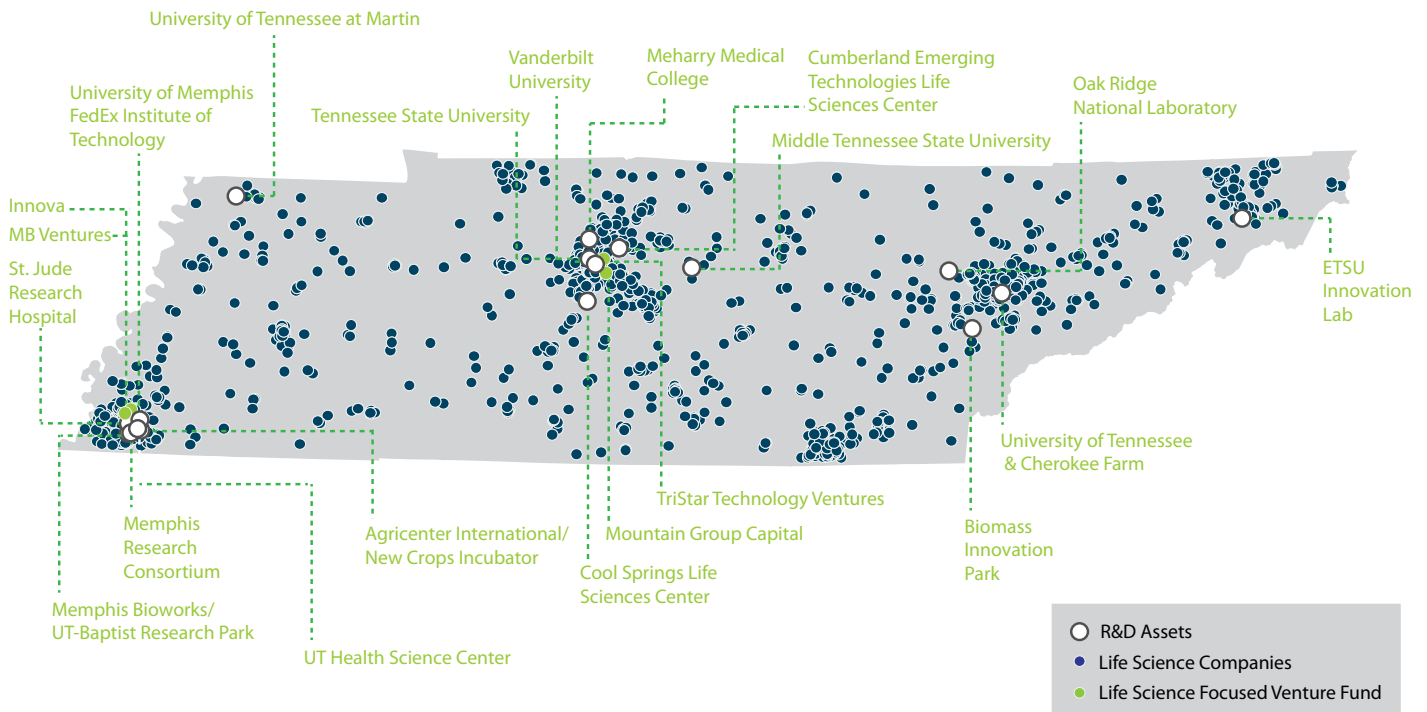 University of Tennessee at Martin
Vanderbilt
University
Meharry Medical
College
Cumberland Emerging
Technologies Life
Sciences Center
Oak Ridge
National Laboratory
University of Memphis
FedEx Institute of
Technology
Tennessee State University
Middle Tennessee State University
Innova
MB Ventures
St. Jude
Research
Hospital
ETSU
Innovation
Lab
University of Tennessee
& Cherokee Farm
TriStar Technology Ventures
Memphis
Research
Consortium
Agricenter International/
New Crops Incubator
Mountain Group Capital
Biomass
Innovation
Park
Cool Springs Life
Sciences Center
Memphis Bioworks/
UT-Baptist Research Park
UT Health Science Center
R&D Assets
Life Science Companies
Life Science Focused Venture Fund